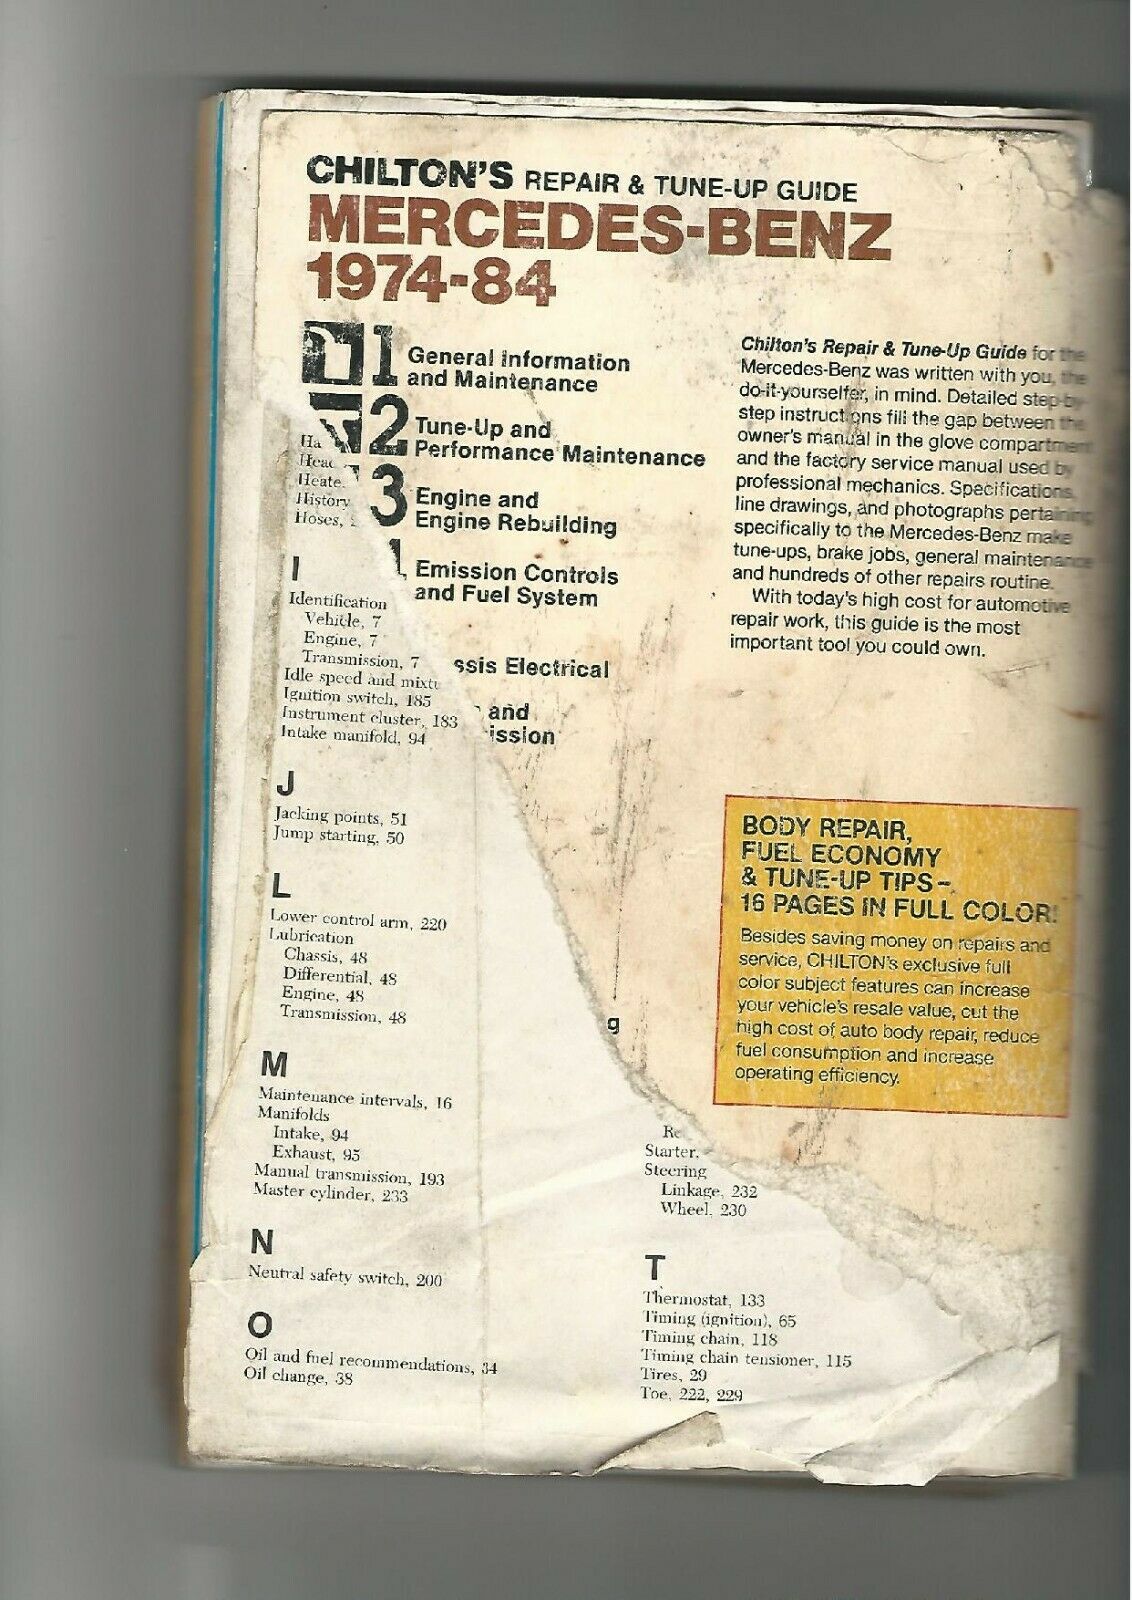 CHILTON'S REPAIR & TUNE-UP GUIDE
MERCEDES-BENZ
1974-84
1 General Information
and Maintenance
2 Tune-Up and
Performance Maintenance
3 Engine and
Engine Rebuilding
Emission Controls
and Fuel System
ssis Electrical
and
ission
g
Chilton's Repair & Tune-Up Guide for the
Mercedes-Benz was written with you, the
do-it-yourselfer, in mind. Detailed step-by-
step instructions fill the gap between the
owner's manual in the glove compartment
and the factory service manual used by
professional mechanics. Specifications,
line drawings, and photographs pertaining
specifically to the Mercedes-Benz make
tune-ups, brake jobs, general maintenance
and hundreds of other repairs routine.
With today's high cost for automotive
repair work, this guide is the most
important tool you could own.
BODY REPAIR,
FUEL ECONOMY
& TUNE-UP TIPS–
16 PAGES IN FULL COLOR!
Besides saving money on repairs and
service, CHILTON's exclusive full
color subject features can increase
your vehicle's resale value, cut the
high cost of auto body repair, reduce
fuel consumption and increase
operating efficiency.
Ha
Head
Heate
History
Hoses,
I
Identification
Vehicle, 7
Engine, 7
Transmission, 7
Idle speed and mixtu
Ignition switch, 185
Instrument cluster, 183
Intake manifold, 94
J
Jacking points, 51
Jump starting, 50
L
Lower control arm, 220
Lubrication
Chassis, 48
Differential, 48
Engine, 48
Transmission, 48
M
Maintenance intervals, 16
Manifolds
Intake, 94
Exhaust, 95
Manual transmission, 193
Master cylinder, 233
N
Neutral safety switch, 200
O
Oil and fuel recommendations, 34
Oil change, 38
Re
Starter,
Steering
Linkage, 232
Wheel, 230
T
Thermostat, 133
Timing (ignition), 65
Timing chain, 118
Timing chain tensioner, 115
Tires, 29
Toe, 222, 229